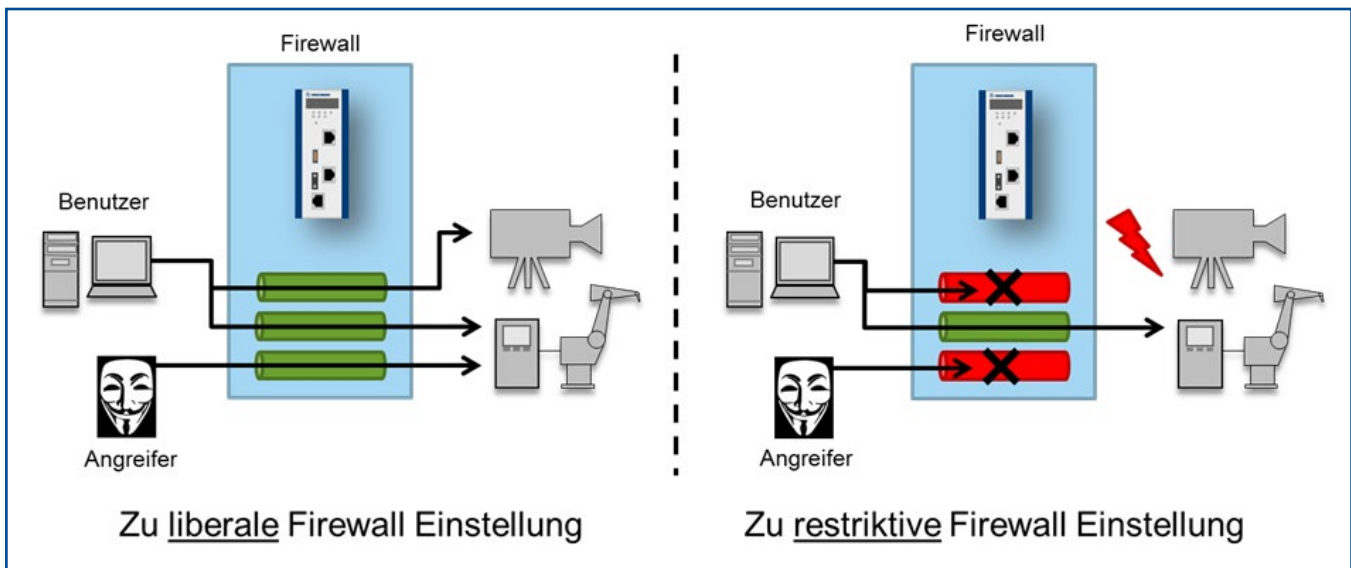 Firewall
Benutzer
Angreifer
Zu liberale Firewall Einstellung
Firewall
Benutzer
Angreifer
Zu restriktive Firewall Einstellung